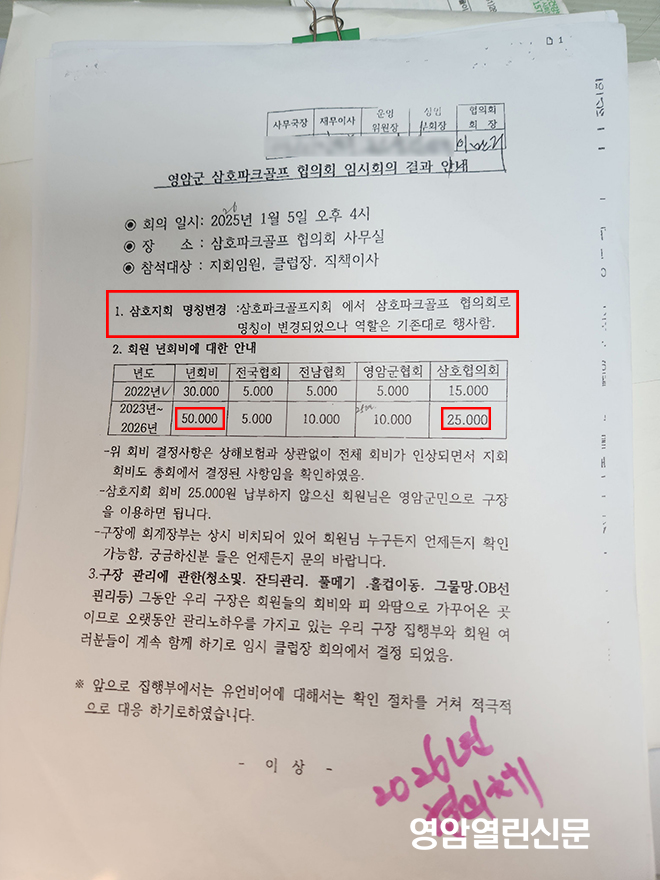 D 1
사무국장 재무이사 운영위원장 부회장 협의회 회 장
영암군 삼호파크골프 협의회 임시회의 결과 안내
26
◉ 회의 일시: 2025년 1월 5일 오후 4시
◉ 장 소 : 삼호파크골프 협의회 사무실
◉ 참석대상 : 지회임원, 클럽장. 직책이사
1. 삼호지회 명칭변경 :삼호파크골프지회 에서 삼호파크골프 협의회로
명칭이 변경되었으나 역할은 기존대로 행사함.
2. 회원 년회비에 대한 안내
년도 년회비 전국협회 전남협회 영암군협회 삼호협의회
2022년 30.000 5.000 5.000 5.000 15.000
2023년~
2026년 50.000 5.000 10.000 10.000 25.000
-위 회비 결정사항은 상해보험과 상관없이 전체 회비가 인상되면서 지회
회비도 총회에서 결정된 사항임을 확인하였음.
-삼호지회 회비 25.000원 납부하지 않으신 회원님은 영암군민으로 구장
을 이용하면 됩니다.
-구장에 회계장부는 상시 비치되어 있어 회원님 누구든지 언제든지 확인
가능함, 궁금하신분 들은 언제든지 문의 바랍니다.
3.구장 관리에 관한(청소및. 잔듸관리. 풀메기 .홀컵이동. 그물망.OB선
관리등) 그동안 우리 구장은 회원들의 회비와 피 와땀으로 가꾸어온 곳
이므로 오랫동안 관리노하우를 가지고 있는 우리 구장 집행부와 회원 여
러분들이 계속 함께 하기로 임시 클럽장 회의에서 결정 되었음.
※ 앞으로 집행부에서는 유언비어에 대해서는 확인 절차를 거쳐 적극적
으로 대응 하기로하였습니다.
- 이 상 -
2026년
협의체
영암열린신문